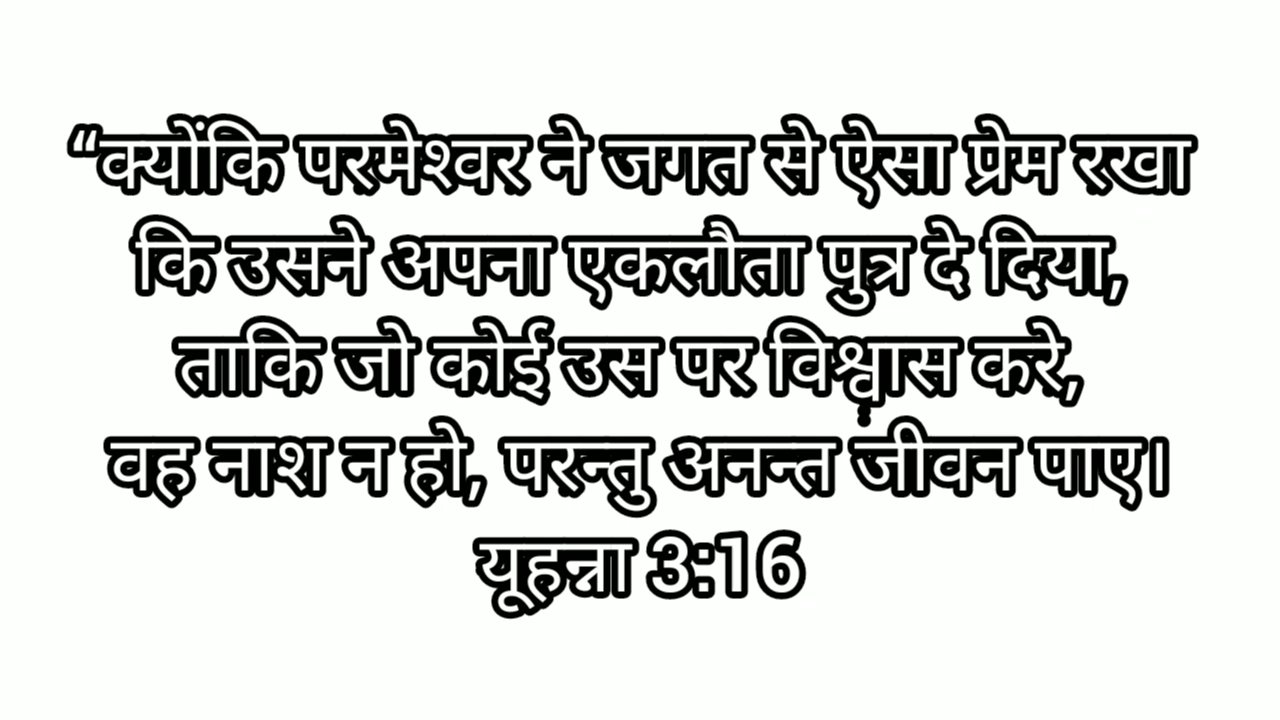 “क्योंकि परमेश्वर ने जगत से ऐसा प्रेम रखा
कि उसने अपना एकलौता पुत्र दे दिया,
ताकि जो कोई उस पर विश्वास करे,
वह नाश न हो, परन्तु अनन्त जीवन पाए।
यूहन्ना 3:16